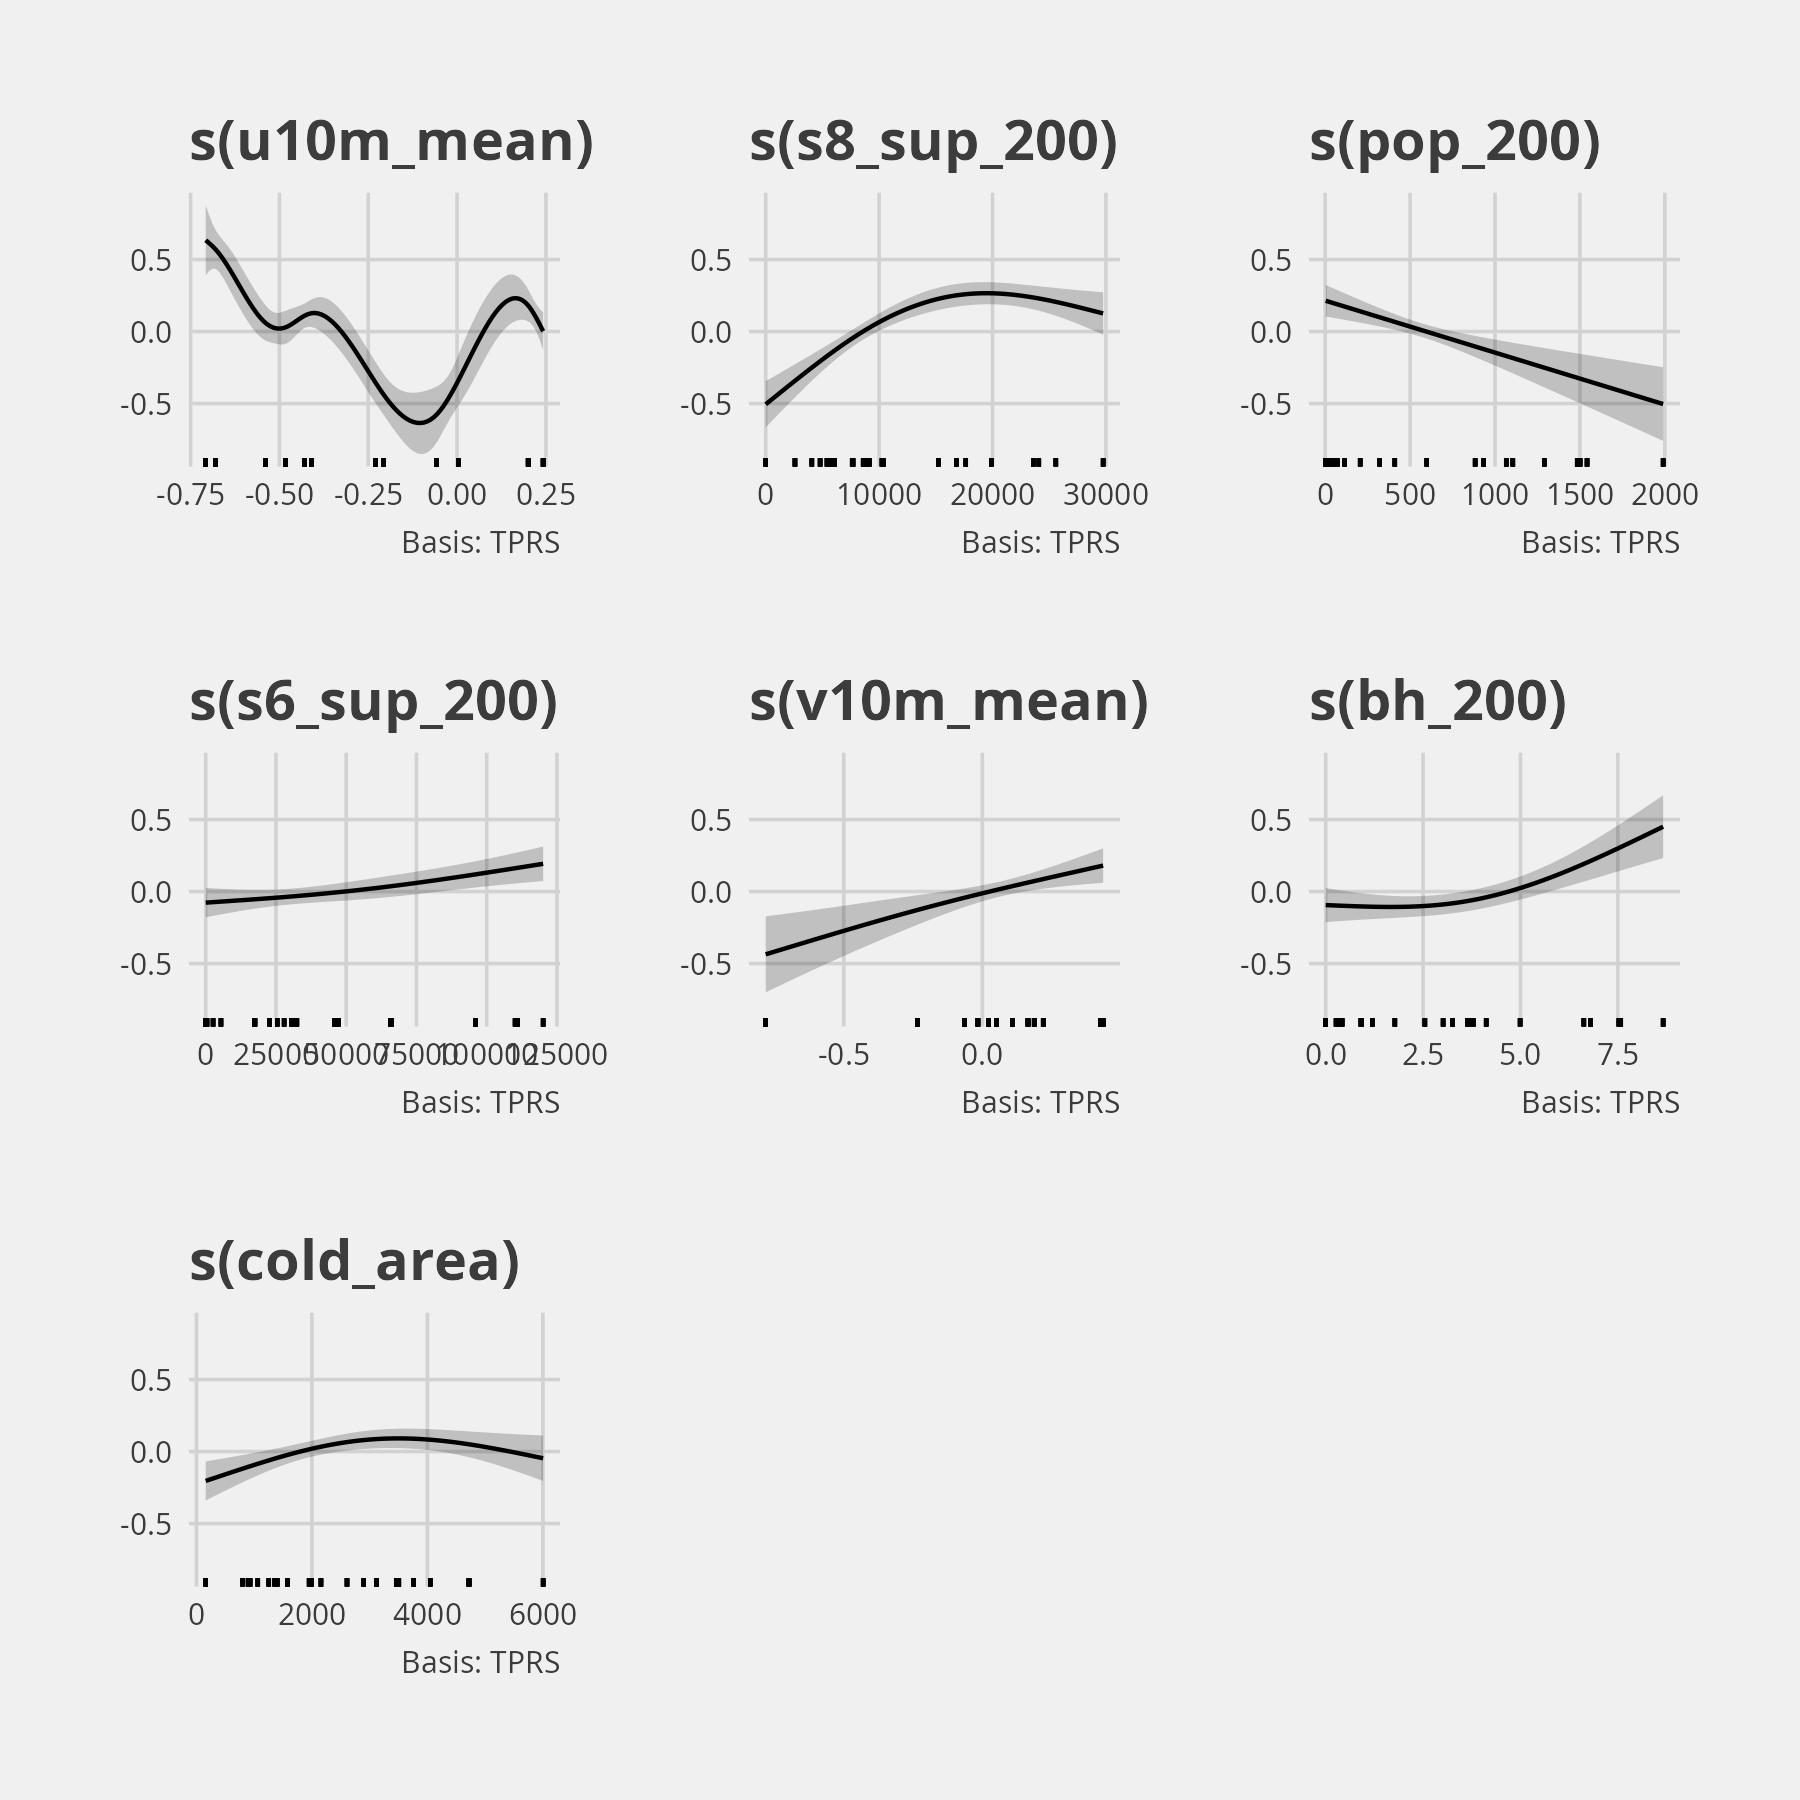 s(u10m_mean) s(s8_sup_200) s(pop_200)
0.5 0.5 0.5
0.0 0.0 0.0
-0.5 -0.5 -0.5
-0.75 -0.50 -0.25 0.00 0.25 0 10000 20000 30000 0 500 1000 1500 2000
Basis: TPRS Basis: TPRS Basis: TPRS
s(s6_sup_200) s(v10m_mean) s(bh_200)
0.5 0.5 0.5
0.0 0.0 0.0
-0.5 -0.5 -0.5
0 25000 50000 75000 100000 125000 -0.5 0.0 0.0 2.5 5.0 7.5
Basis: TPRS Basis: TPRS Basis: TPRS
s(cold_area)
0.5
0.0
-0.5
0 2000 4000 6000
Basis: TPRS